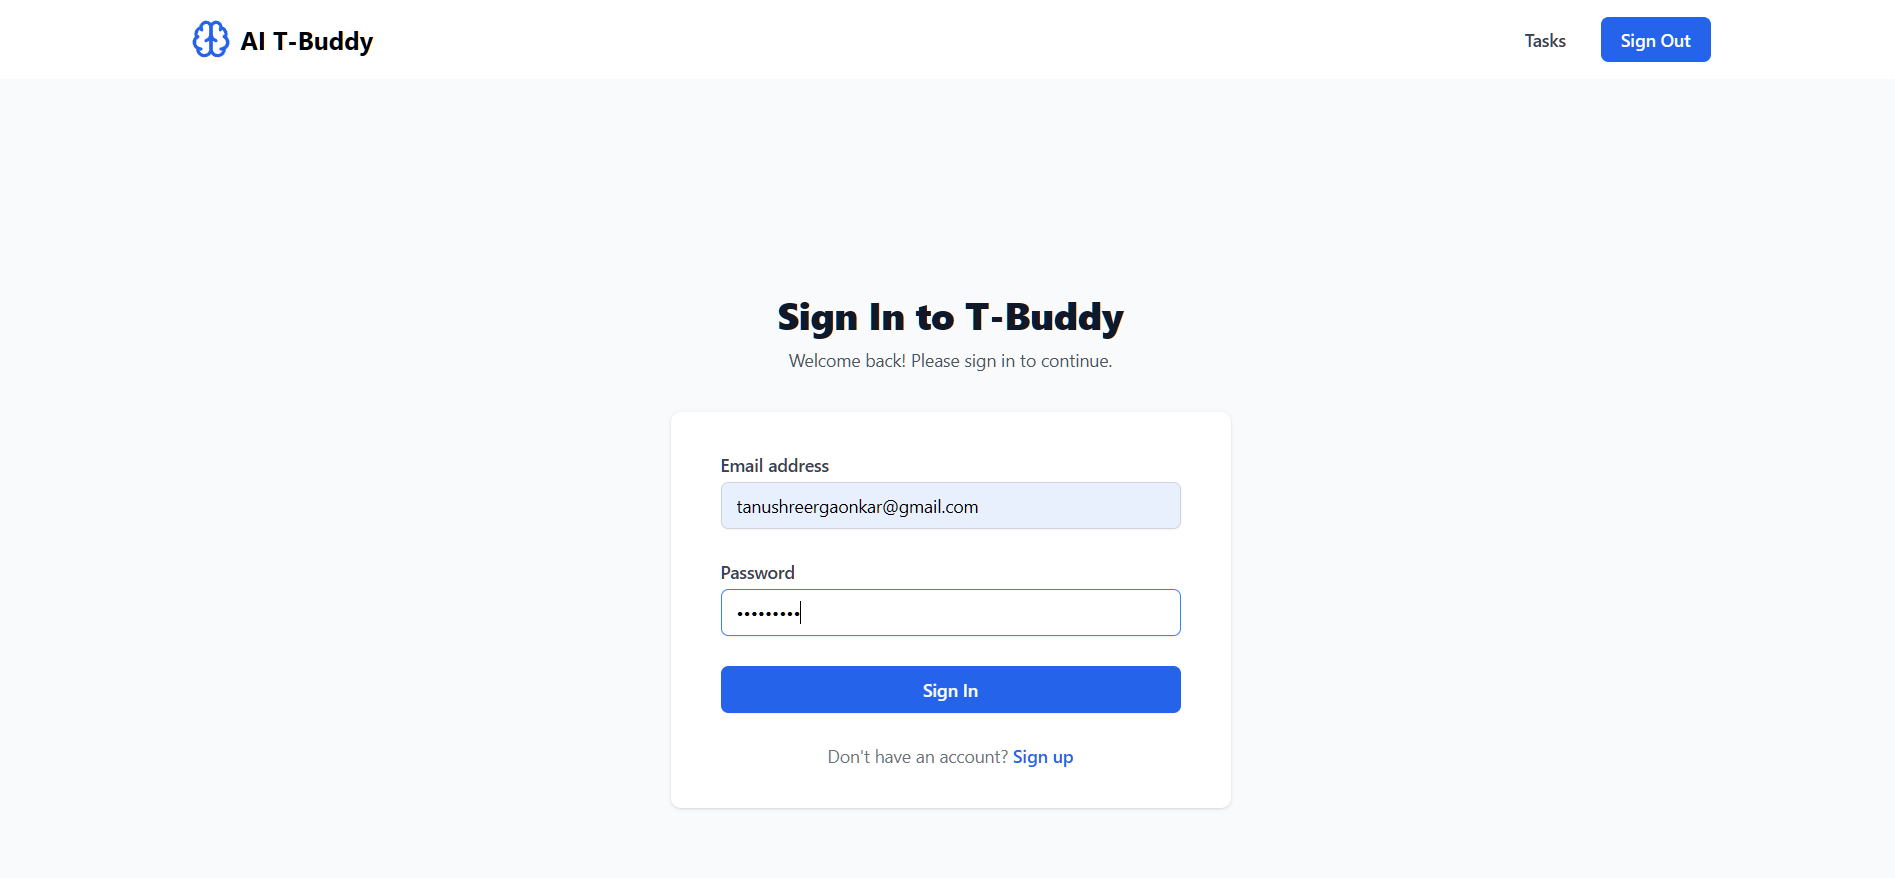 AI T-Buddy
Tasks
Sign Out
Sign In to T-Buddy
Welcome back! Please sign in to continue.
Email address
tanushreergaonkar@gmail.com
Password
•••••••••
Sign In
Don't have an account? Sign up